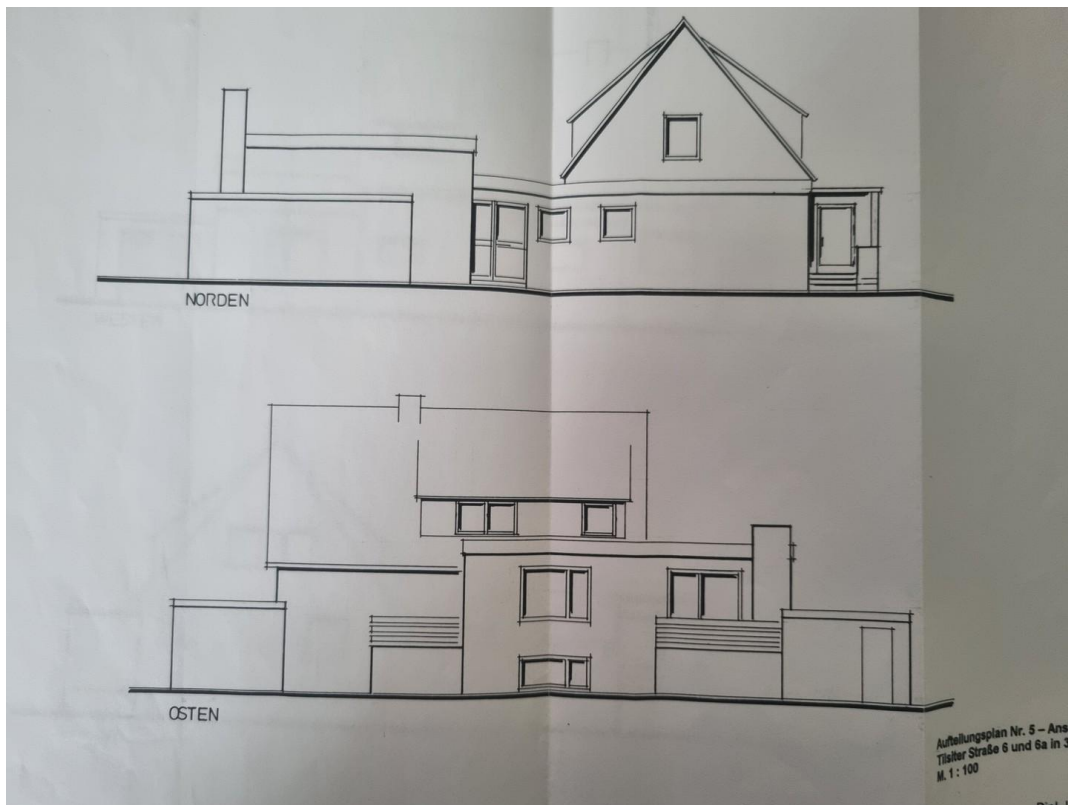 NORDEN
OSTEN
Aufteilungsplan Nr. 5 – Ans
Tilsiter Straße 6 und 6a in 3
M. 1 : 100